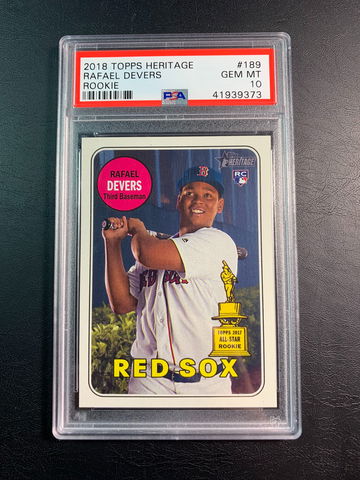 2018 TOPPS HERITAGE #189
RAFAEL DEVERS GEM MT
ROOKIE 10
PSA 41939373
TOPPS HERITAGE
RC
RAFAEL
DEVERS
Third Baseman
B
TOPPS 2017
ALL-STAR
ROOKIE
RED SOX